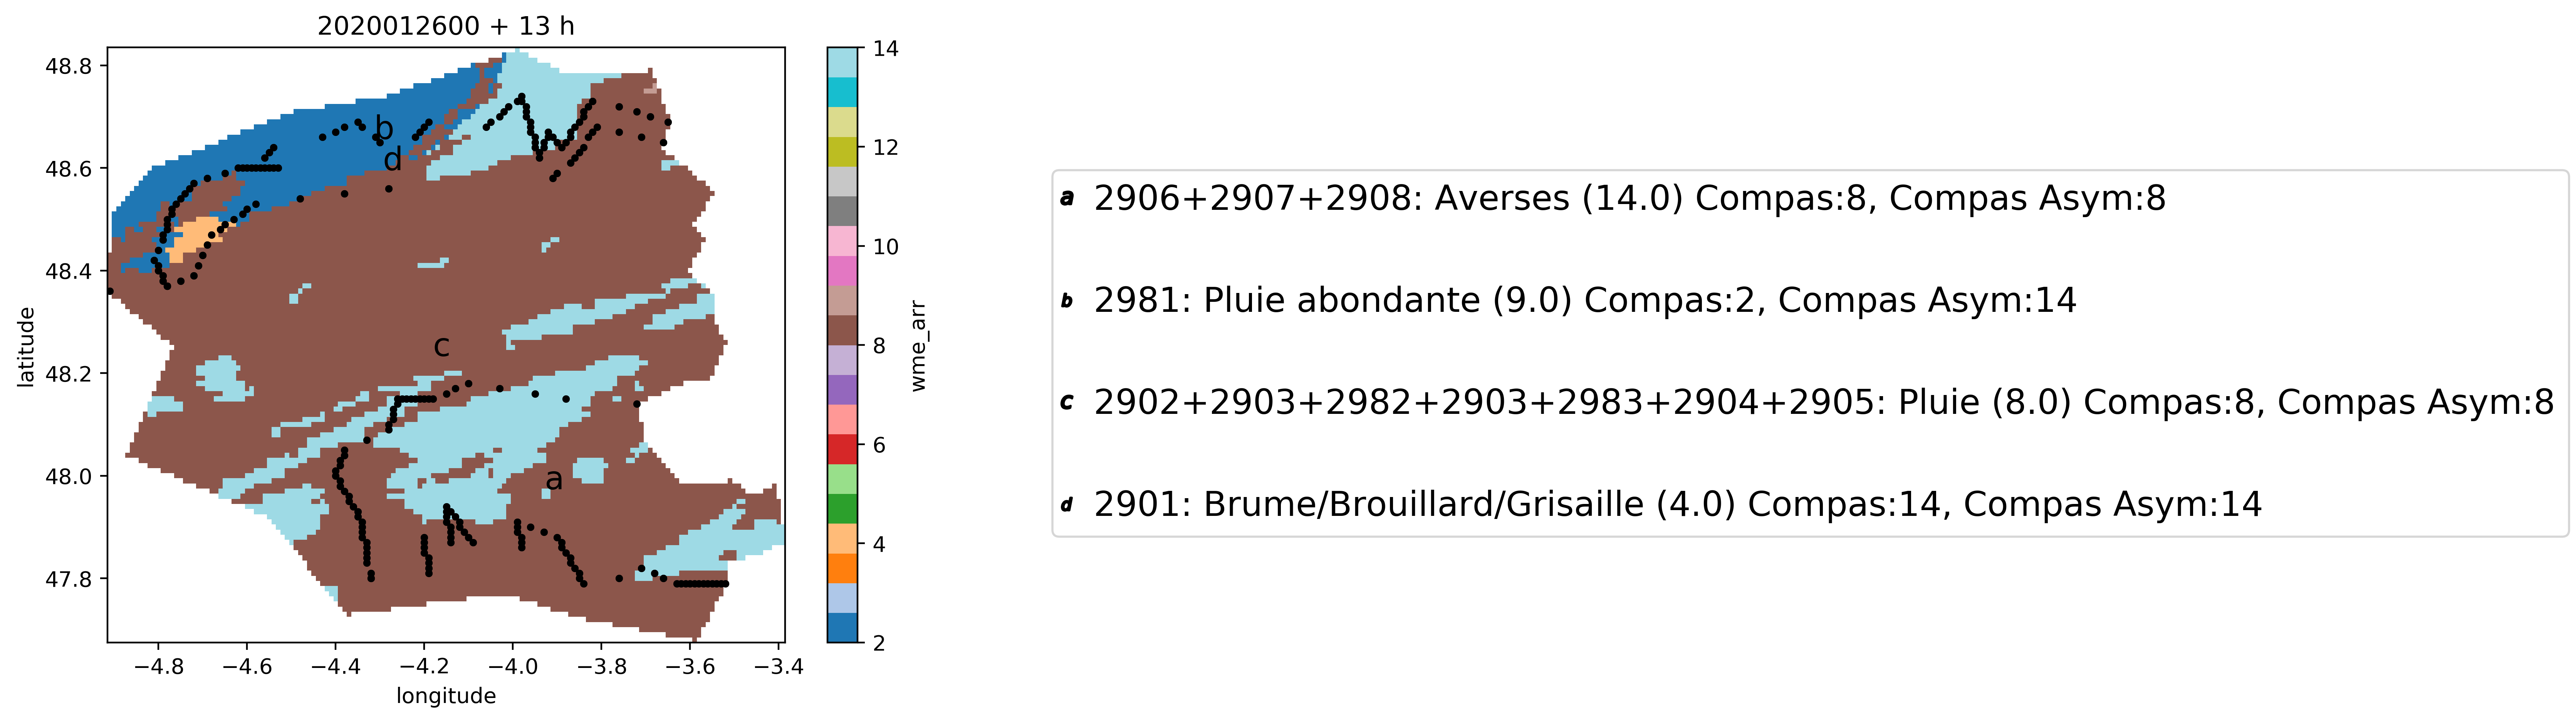 2020012600 + 13 h
48.8
48.6
48.4
48.2
48.0
47.8
latitude
−4.8 −4.6 −4.4 −4.2 −4.0 −3.8 −3.6 −3.4
longitude
b
d
c
a
14
12
10
8
6
4
2
wme_arr
a 2906+2907+2908: Averses (14.0) Compas:8, Compas Asym:8
b 2981: Pluie abondante (9.0) Compas:2, Compas Asym:14
c 2902+2903+2982+2903+2983+2904+2905: Pluie (8.0) Compas:8, Compas Asym:8
d 2901: Brume/Brouillard/Grisaille (4.0) Compas:14, Compas Asym:14